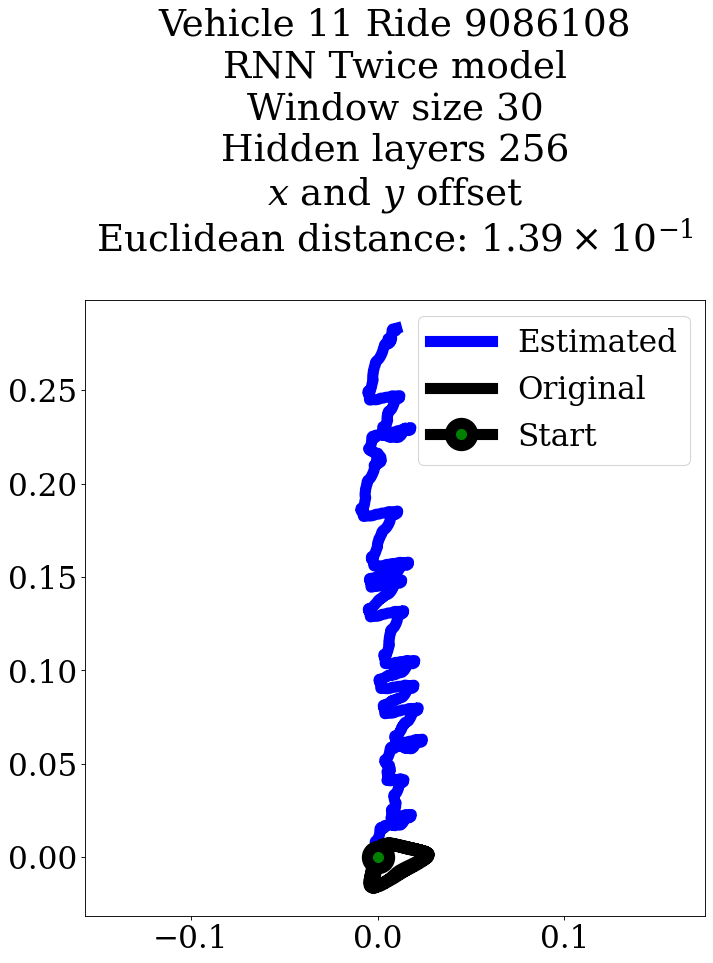 Vehicle 11 Ride 9086108
RNN Twice model
Window size 30
Hidden layers 256
x and y offset
Euclidean distance: 1.39 × 10⁻¹
Estimated
Original
Start
0.25
0.20
0.15
0.10
0.05
0.00
−0.1 0.0 0.1